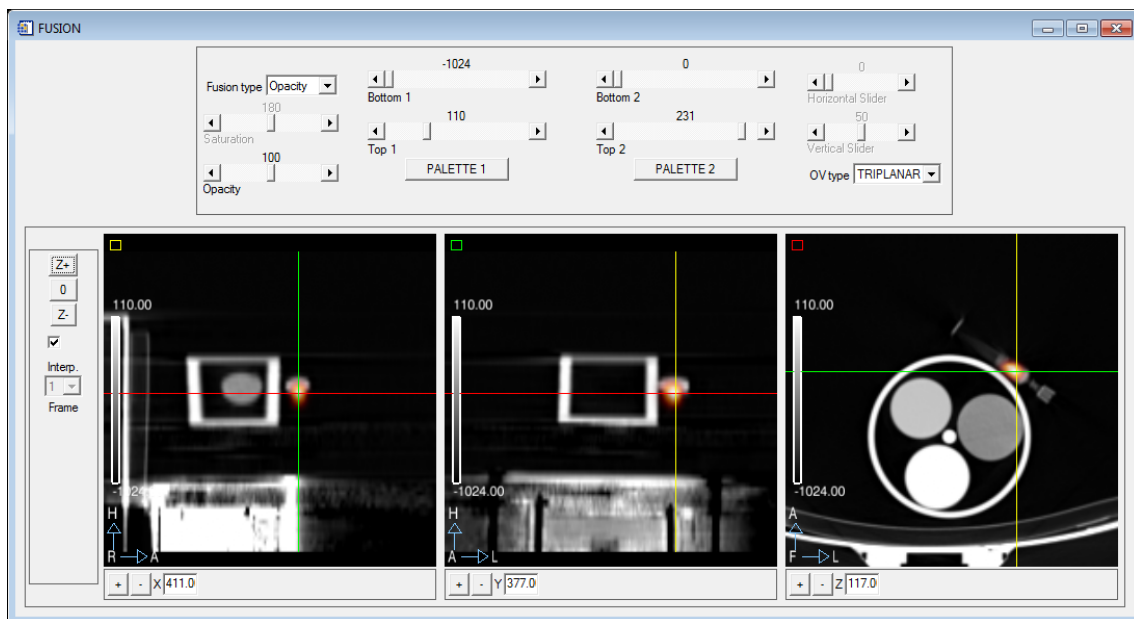 FUSION
Fusion type Opacity
180
Saturation
100
Opacity
-1024
Bottom 1
110
Top 1
PALETTE 1
0
Bottom 2
231
Top 2
PALETTE 2
0
Horizontal Slider
50
Vertical Slider
OV type TRIPLANAR
Z+
0
Z-
Interp.
1
Frame
110.00
-1024.00
H
R A
+ - X 411.0
110.00
-1024.00
H
A L
+ - Y 377.0
110.00
-1024.00
A
F L
+ - Z 117.0